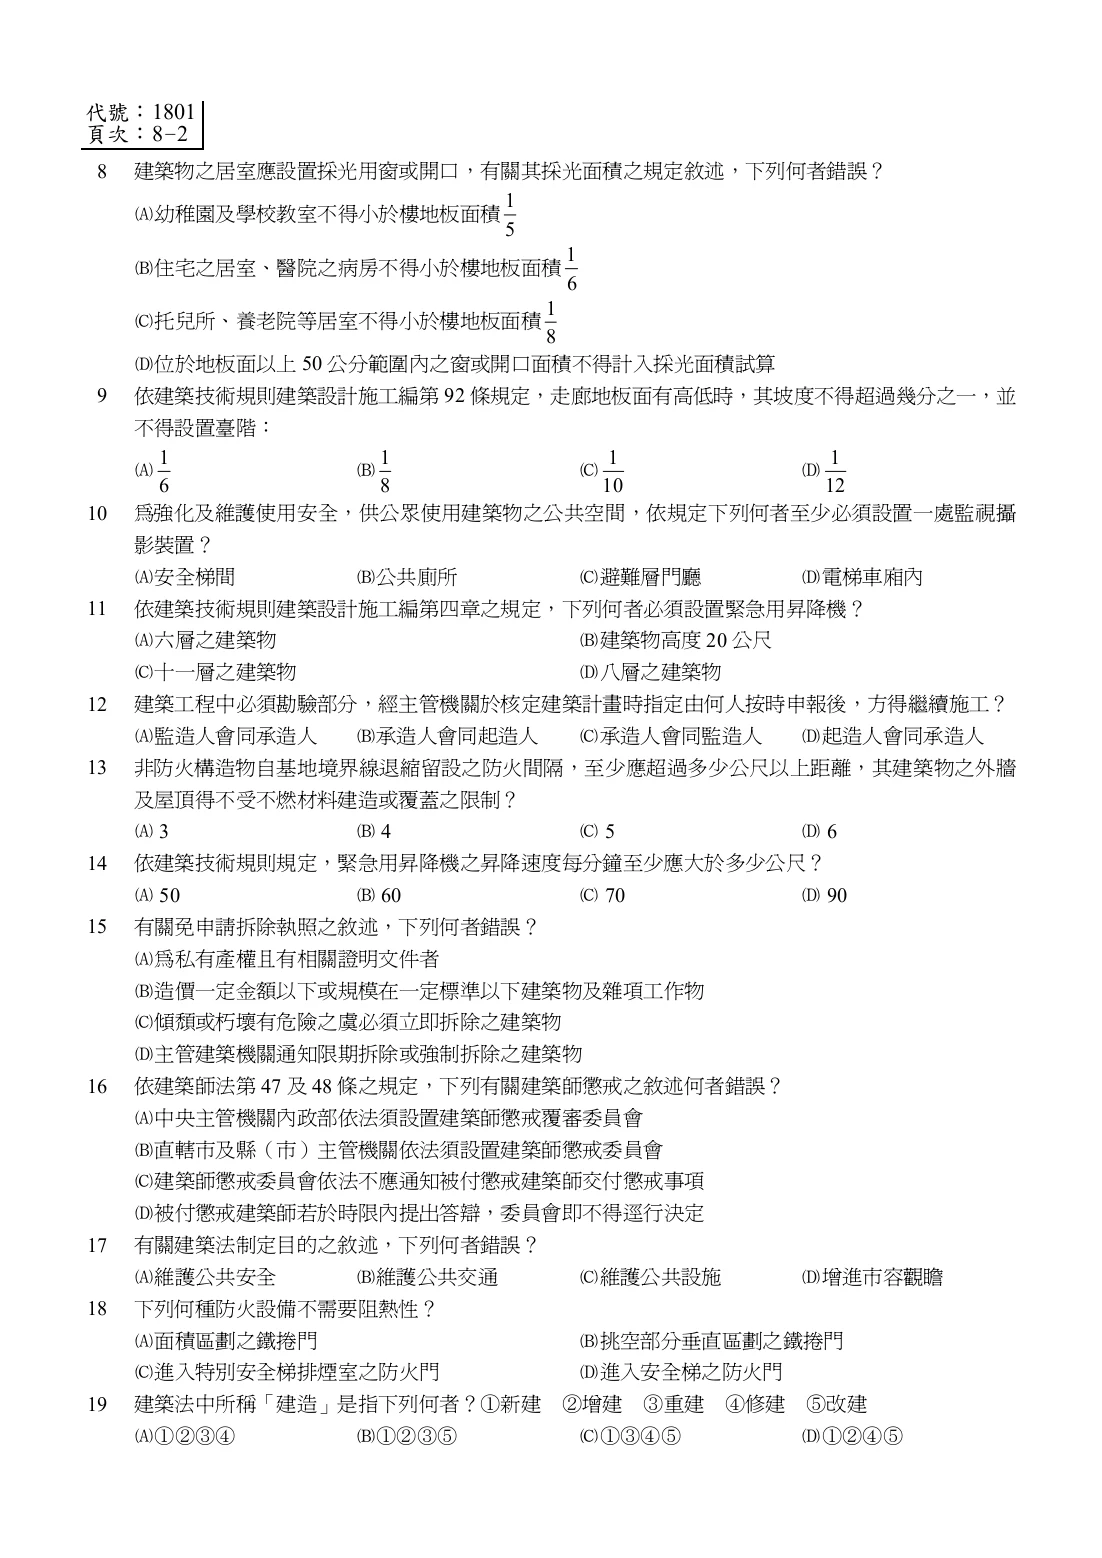 代號：1801
頁次：8-2
8 建築物之居室應設置採光用窗或開口，有關其採光面積之規定敘述，下列何者錯誤？
(A)幼稚園及學校教室不得小於樓地板面積1/5
(B)住宅之居室、醫院之病房不得小於樓地板面積1/6
(C)托兒所、養老院等居室不得小於樓地板面積1/8
(D)位於地板面以上 50 公分範圍內之窗或開口面積不得計入採光面積試算
9 依建築技術規則建築設計施工編第 92 條規定，走廊地板面有高低時，其坡度不得超過幾分之一，並
不得設置臺階：
(A) 1/6 (B) 1/8 (C) 1/10 (D) 1/12
10 為強化及維護使用安全，供公眾使用建築物之公共空間，依規定下列何者至少必須設置一處監視攝
影裝置？
(A)安全梯間 (B)公共廁所 (C)避難層門廳 (D)電梯車廂內
11 依建築技術規則建築設計施工編第四章之規定，下列何者必須設置緊急用昇降機？
(A)六層之建築物 (B)建築物高度 20 公尺
(C)十一層之建築物 (D)八層之建築物
12 建築工程中必須勘驗部分，經主管機關於核定建築計畫時指定由何人按時申報後，方得繼續施工？
(A)監造人會同承造人 (B)承造人會同起造人 (C)承造人會同監造人 (D)起造人會同承造人
13 非防火構造物自基地境界線退縮留設之防火間隔，至少應超過多少公尺以上距離，其建築物之外牆
及屋頂得不受不燃材料建造或覆蓋之限制？
(A) 3 (B) 4 (C) 5 (D) 6
14 依建築技術規則規定，緊急用昇降機之昇降速度每分鐘至少應大於多少公尺？
(A) 50 (B) 60 (C) 70 (D) 90
15 有關免申請拆除執照之敘述，下列何者錯誤？
(A)為私有產權且有相關證明文件者
(B)造價一定金額以下或規模在一定標準以下建築物及雜項工作物
(C)傾頹或朽壞有危險之虞必須立即拆除之建築物
(D)主管建築機關通知限期拆除或強制拆除之建築物
16 依建築師法第 47 及 48 條之規定，下列有關建築師懲戒之敘述何者錯誤？
(A)中央主管機關內政部依法須設置建築師懲戒覆審委員會
(B)直轄市及縣（市）主管機關依法須設置建築師懲戒委員會
(C)建築師懲戒委員會依法不應通知被付懲戒建築師交付懲戒事項
(D)被付懲戒建築師若於時限內提出答辯，委員會即不得逕行決定
17 有關建築法制定目的之敘述，下列何者錯誤？
(A)維護公共安全 (B)維護公共交通 (C)維護公共設施 (D)增進市容觀瞻
18 下列何種防火設備不需要阻熱性？
(A)面積區劃之鐵捲門 (B)挑空部分垂直區劃之鐵捲門
(C)進入特別安全梯排煙室之防火門 (D)進入安全梯之防火門
19 建築法中所稱「建造」是指下列何者？①新建 ②增建 ③重建 ④修建 ⑤改建
(A)①②③④ (B)①②③⑤ (C)①③④⑤ (D)①②④⑤